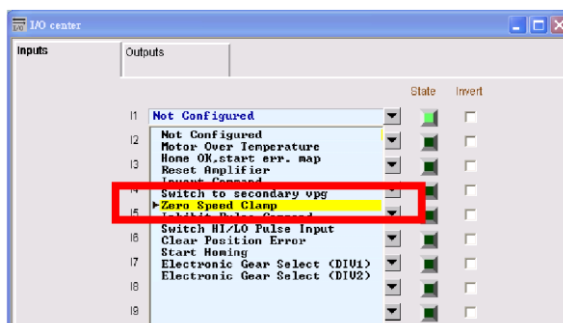 I/O center
Inputs
Outputs
State
Invert
I1
Not Configured
I2
Not Configured
Motor Over Temperature
I3
Home OK,start err. map
Reset Amplifier
I4
Invert Command
Switch to secondary vpg
Zero Speed Clamp
I5
Inhibit Pulse Command
I6
Switch HI/LO Pulse Input
Clear Position Error
Start Homing
I7
Electronic Gear Select (DIV1)
Electronic Gear Select (DIV2)
I8
I9